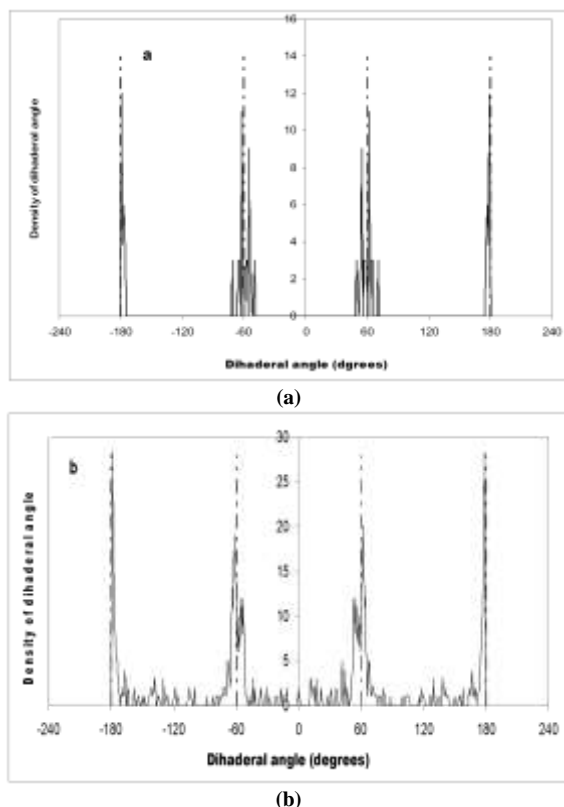 a
16
14
12
10
8
6
4
2
0
-240 -180 -120 -60 0 60 120 180 240
Density of dihaderal angle
Dihaderal angle (dgrees)
(a)
b
30
25
20
15
10
5
0
-240 -180 -120 -60 0 60 120 180 240
Density of dihaderal angle
Dihaderal angle (degrees)
(b)